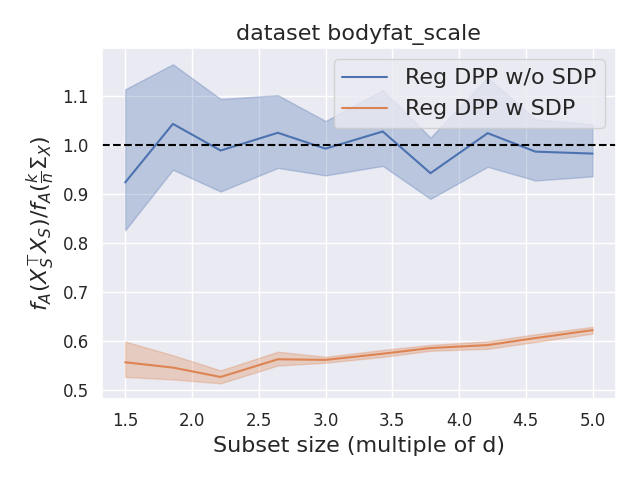 dataset bodyfat_scale
Reg DPP w/o SDP
Reg DPP w SDP
f_A(X_S^⊤ X_S)/f_A(\frac{k}{n} Σ_X)
1.1
1.0
0.9
0.8
0.7
0.6
0.5
1.5 2.0 2.5 3.0 3.5 4.0 4.5 5.0
Subset size (multiple of d)